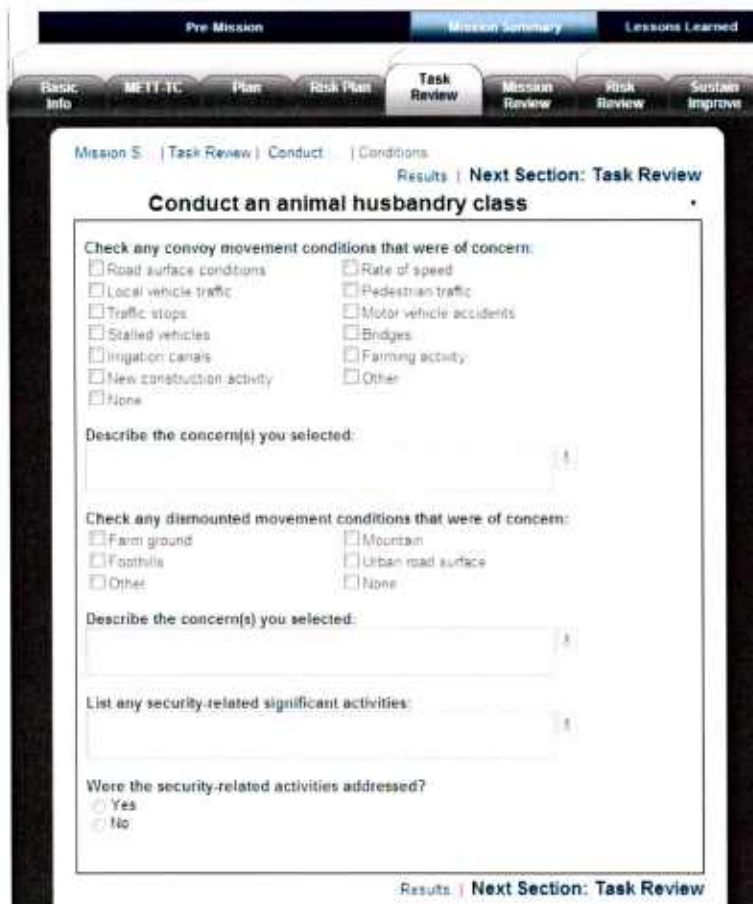 Pre-Mission Mission Summary Lessons Learned
Basic Info METT-TC Plan Risk Plan Task Review Mission Review Risk Review Sustain Improve
Mission S | Task Review | Conduct | Conditions
Results | Next Section: Task Review
Conduct an animal husbandry class
Check any convoy movement conditions that were of concern:
Road surface conditions Rate of speed
Local vehicle traffic Pedestrian traffic
Traffic stops Motor vehicle accidents
Stalled vehicles Bridges
Irrigation canals Farming activity
New construction activity Other
None
Describe the concern(s) you selected:
Check any dismounted movement conditions that were of concern:
Farm ground Mountain
Foothills Urban road surface
Other None
Describe the concern(s) you selected:
List any security-related significant activities:
Were the security-related activities addressed?
Yes
No
Results | Next Section: Task Review